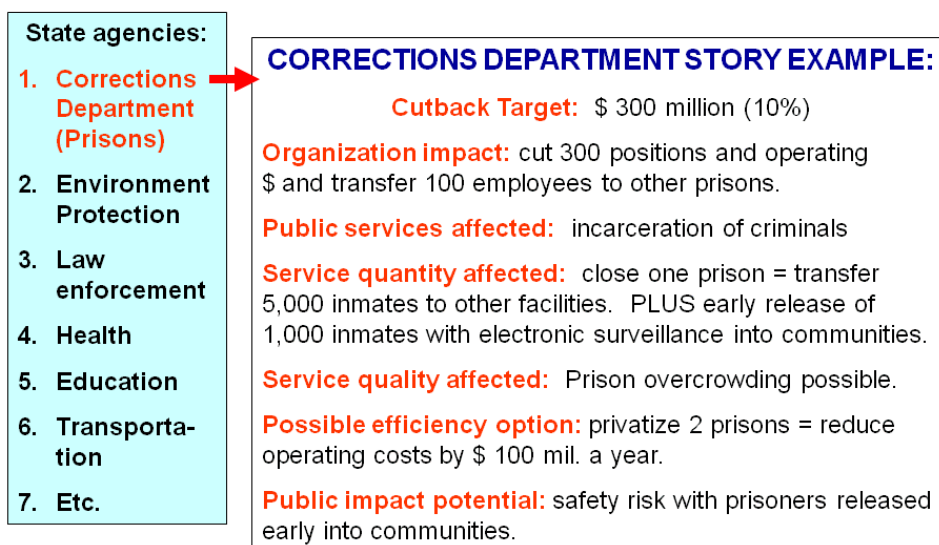 State agencies:
1. Corrections
Department
(Prisons)
2. Environment
Protection
3. Law
enforcement
4. Health
5. Education
6. Transporta-
tion
7. Etc.
CORRECTIONS DEPARTMENT STORY EXAMPLE:
Cutback Target: $ 300 million (10%)
Organization impact: cut 300 positions and operating
$ and transfer 100 employees to other prisons.
Public services affected: incarceration of criminals
Service quantity affected: close one prison = transfer
5,000 inmates to other facilities. PLUS early release of
1,000 inmates with electronic surveillance into communities.
Service quality affected: Prison overcrowding possible.
Possible efficiency option: privatize 2 prisons = reduce
operating costs by $ 100 mil. a year.
Public impact potential: safety risk with prisoners released
early into communities.